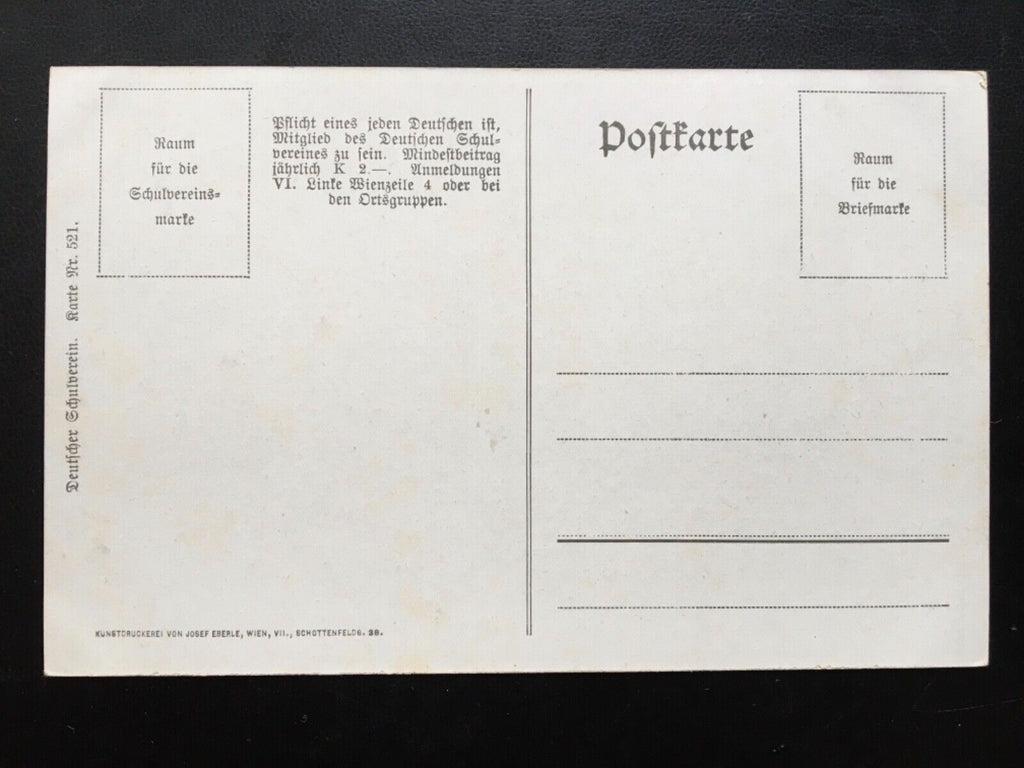 Raum
für die
Schulvereins=
marke
Pflicht eines jeden Deutschen ist,
Mitglied des Deutschen Schul=
vereines zu sein. Mindestbeitrag
jährlich K 2.—. Anmeldungen
VI. Linke Wienzeile 4 oder bei
den Ortsgruppen.
Postkarte
Raum
für die
Briefmarke
Deutscher Schulverein. Karte Nr. 521.
KUNSTDRUCKEREI VON JOSEF EBERLE, WIEN, VII., SCHOTTENFELDG. 38.